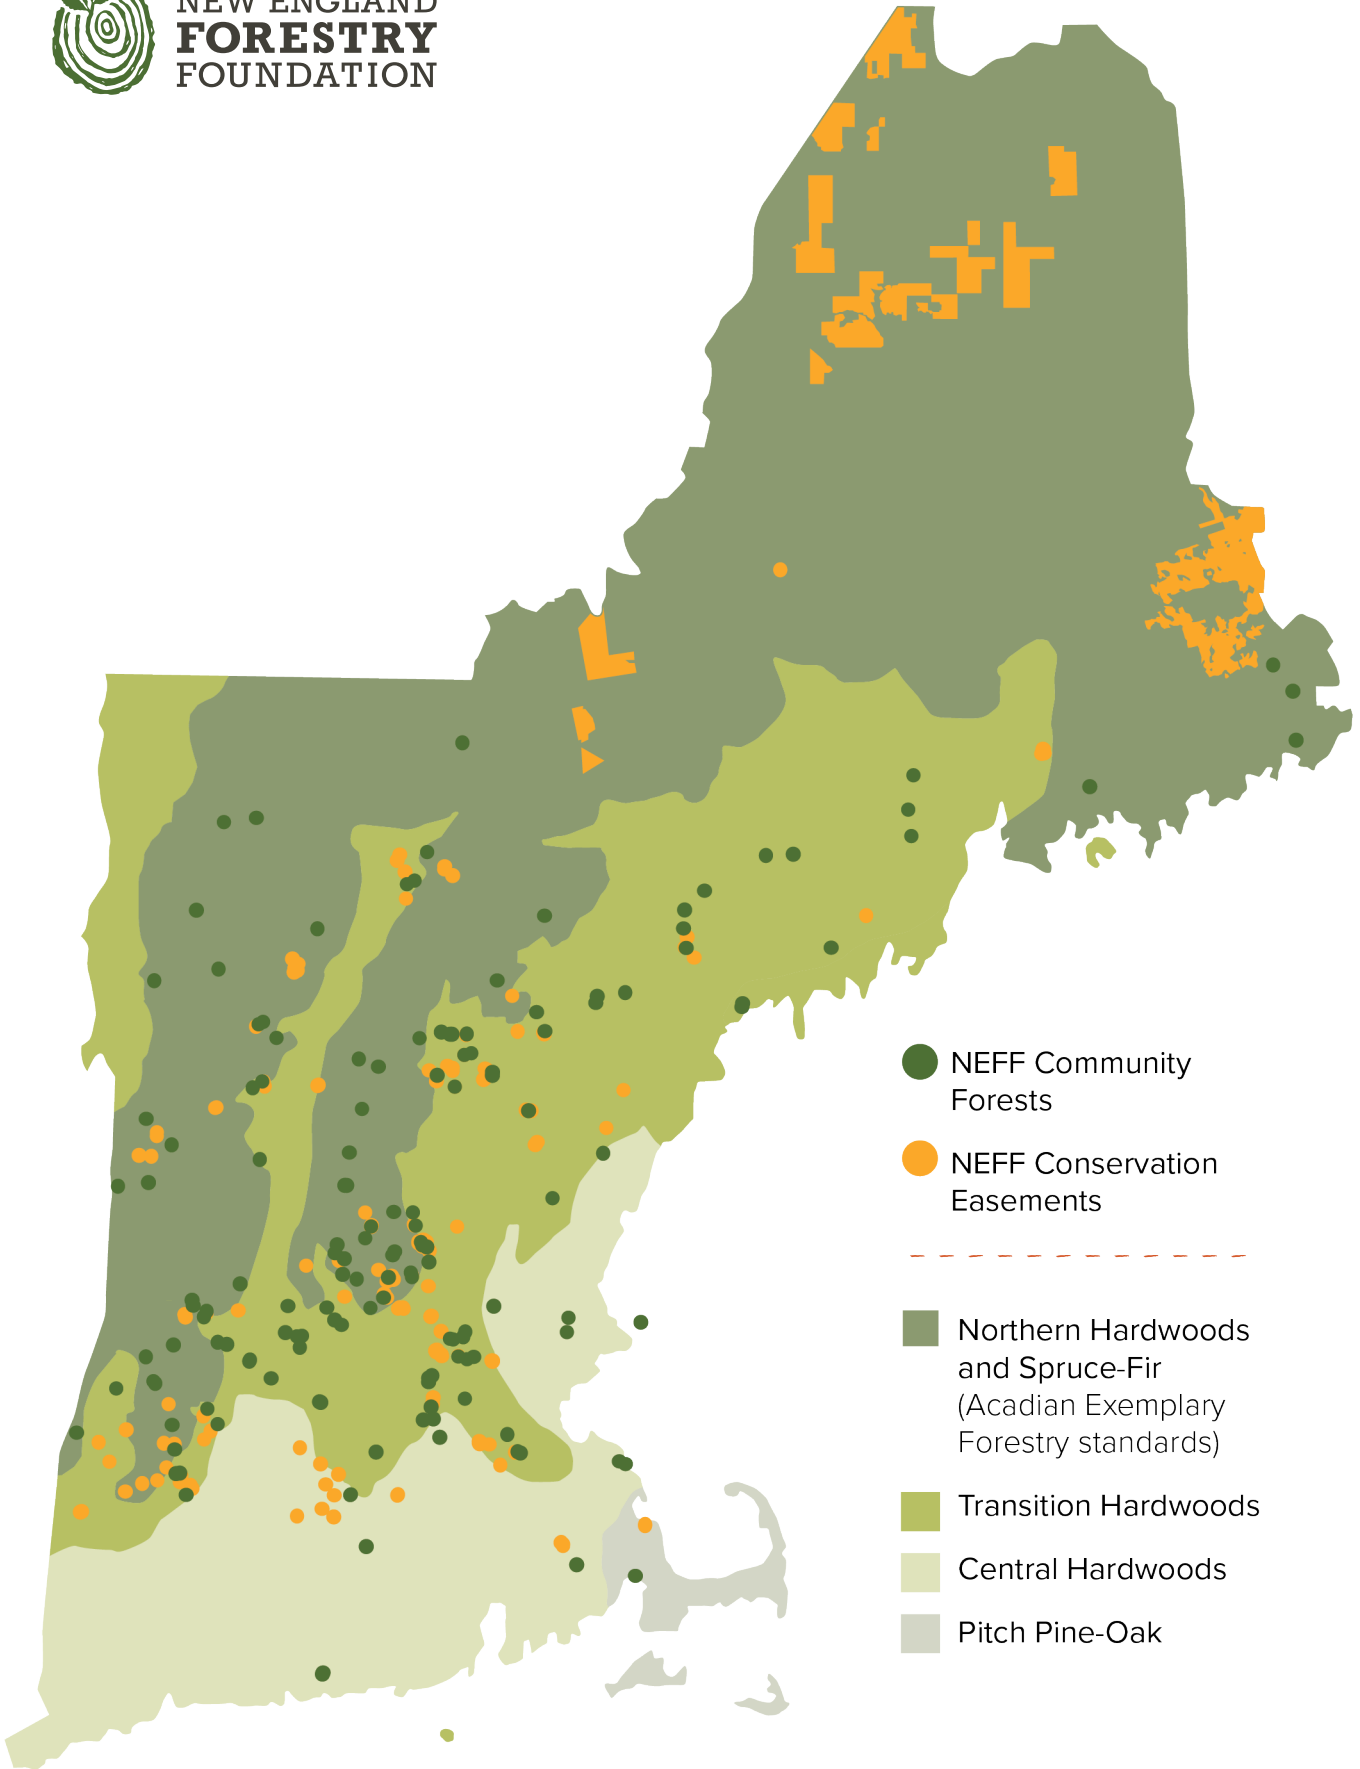 NEW ENGLAND
FORESTRY
FOUNDATION
NEFF Community
Forests
NEFF Conservation
Easements
Northern Hardwoods
and Spruce-Fir
(Acadian Exemplary
Forestry standards)
Transition Hardwoods
Central Hardwoods
Pitch Pine-Oak